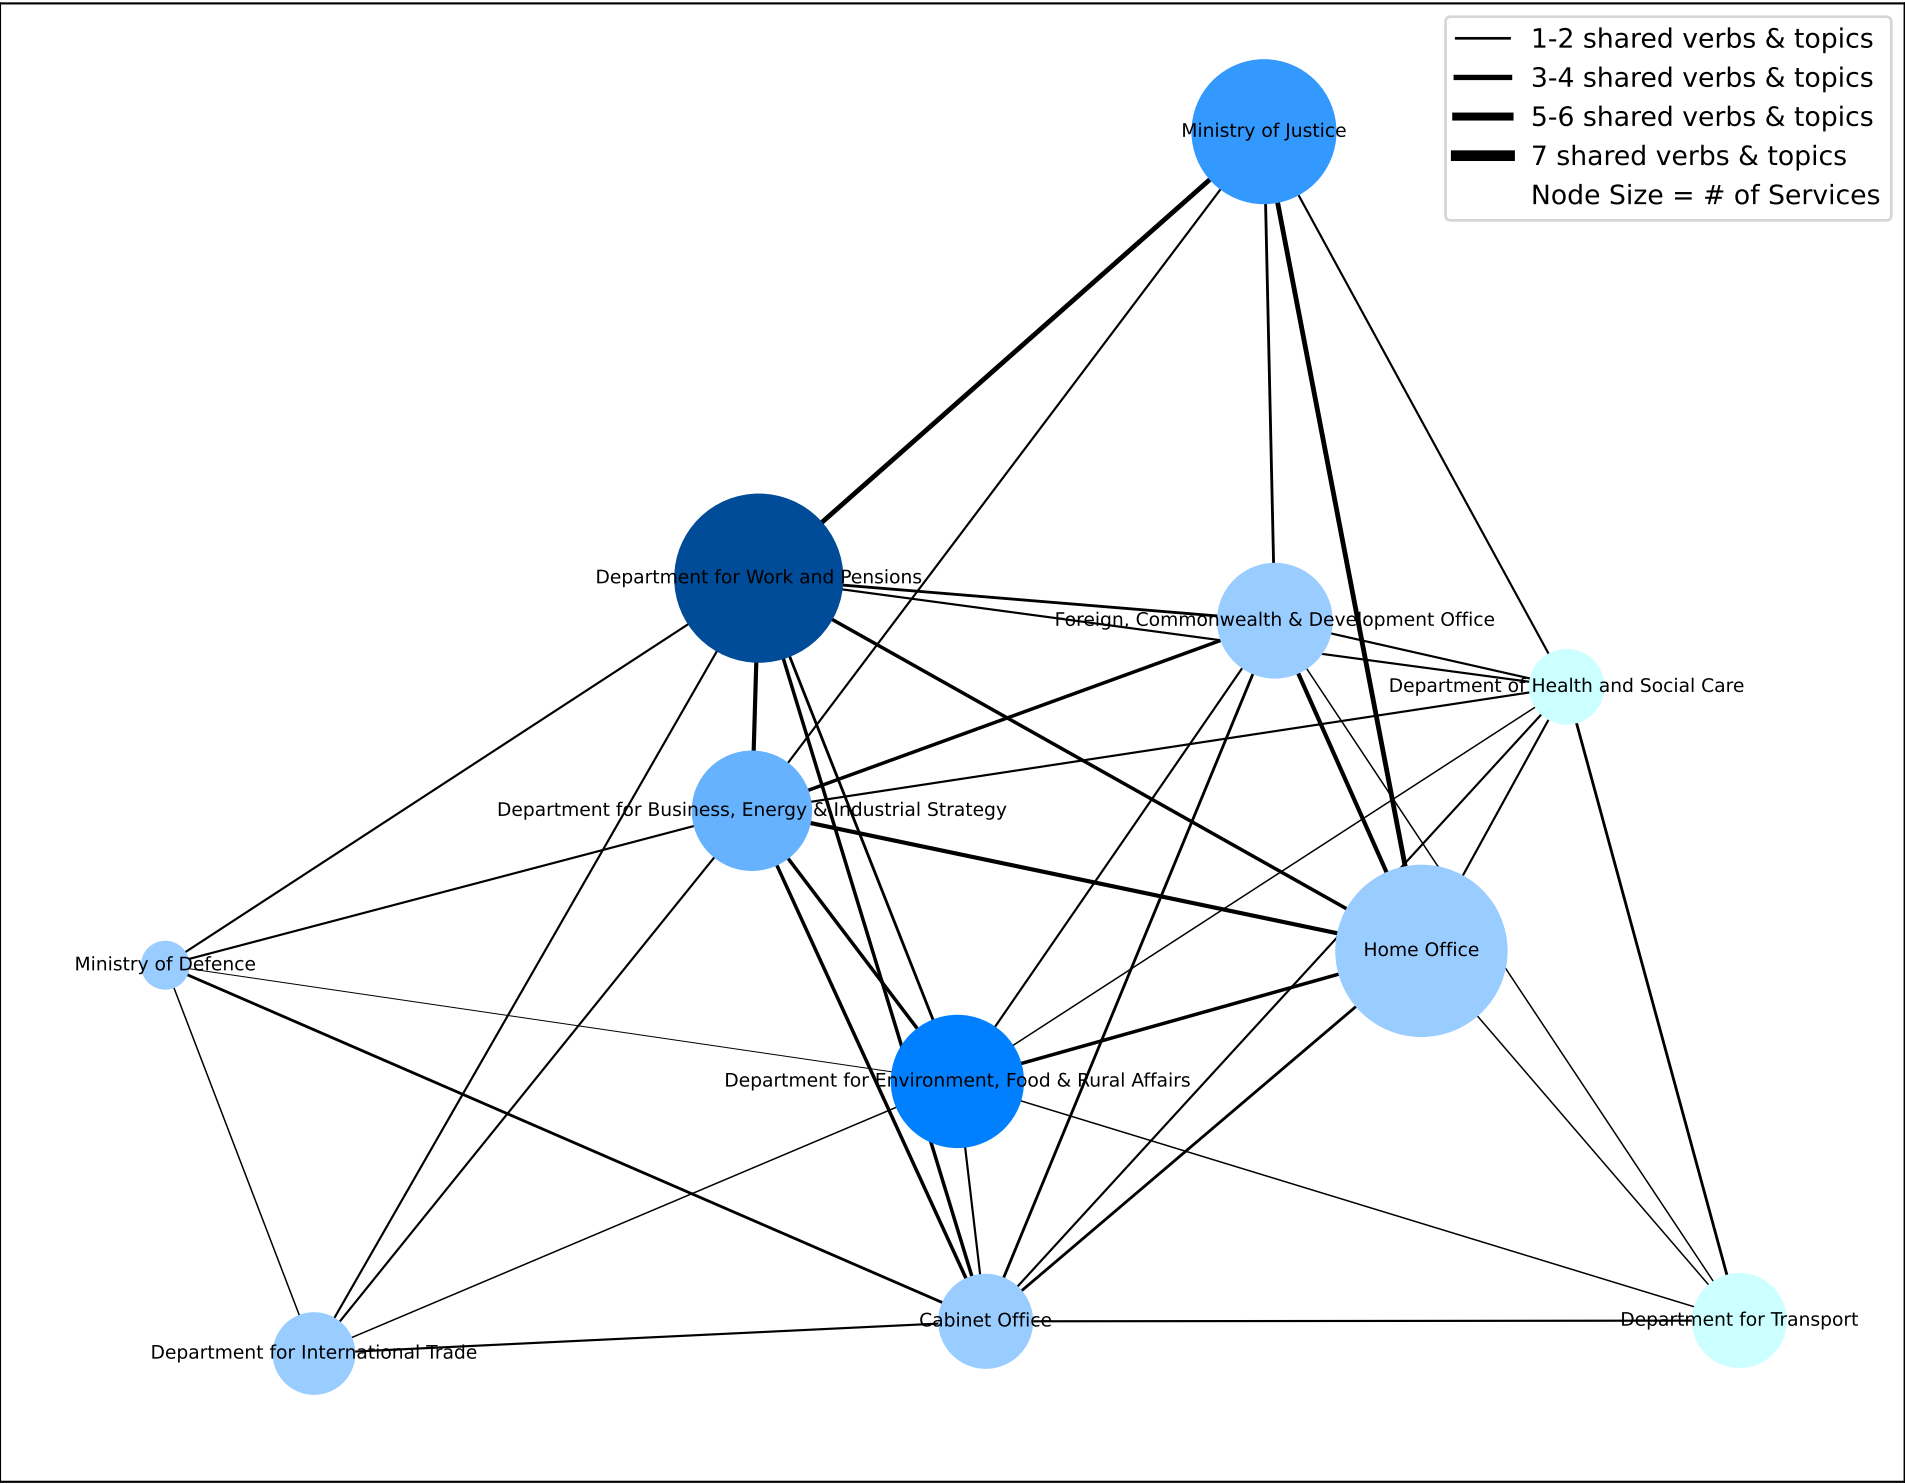 1-2 shared verbs & topics
3-4 shared verbs & topics
5-6 shared verbs & topics
7 shared verbs & topics
Node Size = # of Services
Ministry of Justice
Department for Work and Pensions
Foreign, Commonwealth & Development Office
Department of Health and Social Care
Department for Business, Energy & Industrial Strategy
Home Office
Ministry of Defence
Department for Environment, Food & Rural Affairs
Cabinet Office
Department for Transport
Department for International Trade